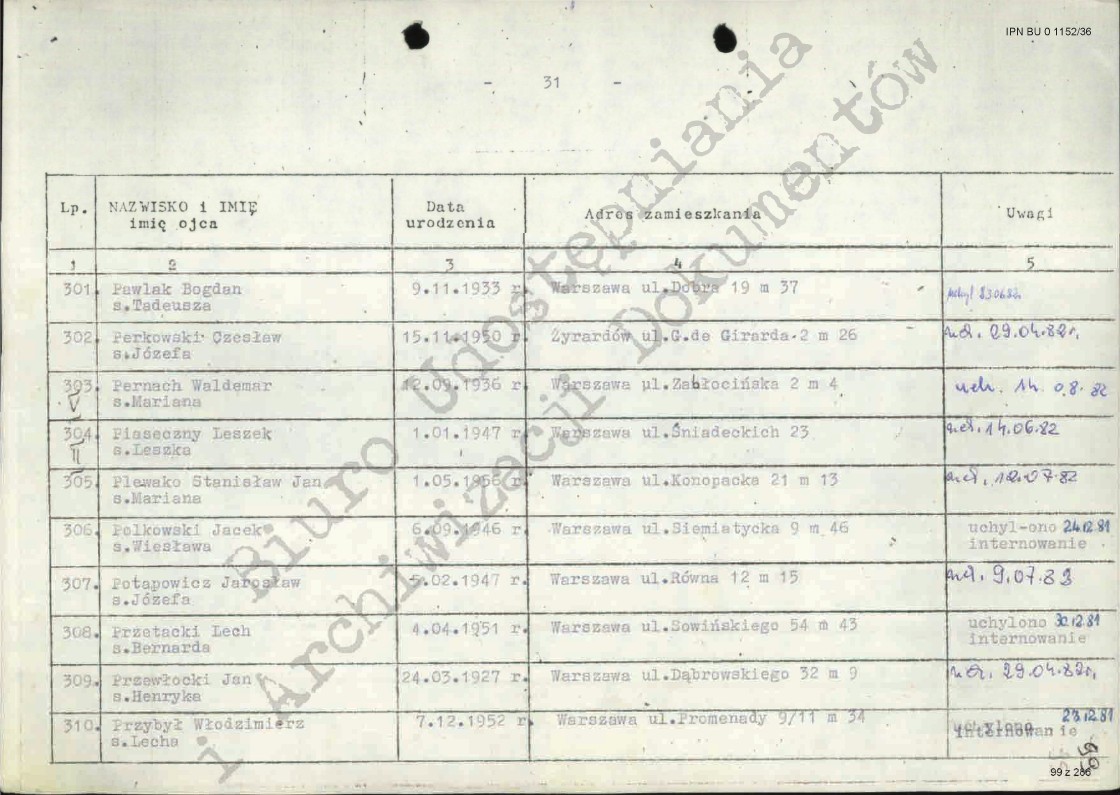 IPN BU 0 1152/36
- 31 -
Lp. NAZWISKO i IMIĘ imię ojca Data urodzenia Adres zamieszkania Uwagi
1 2 3 4 5
301. Pawlak Bogdan 9.11.1933 r. Warszawa ul.Dobra 19 m 37
s.Tadeusza
302. Perkowski Czesław 15.11.1950 r. Żyrardów ul.G.de Girarda 2 m 26 uch. 29.04.82r.
s.Józefa
303. Pernach Waldemar 12.09.1936 r. Warszawa ul.Zabłocińska 2 m 4 uch. 14.08.82
V s.Mariana
304. Piaseczny Leszek 1.01.1947 r. Warszawa ul.Śniadeckich 23 uch. 14.06.82
II s.Leszka
305. Plewako Stanisław Jan 1.05.1956 r. Warszawa ul.Konopacka 21 m 13 uch. 12.07.82
s.Mariana
306. Polkowski Jacek 6.09.1946 r. Warszawa ul.Siemiatycka 9 m 46 uchyl-ono 24.12.81
s.Wiesława internowanie
307. Potapowicz Jarosław 5.02.1947 r. Warszawa ul.Równa 12 m 15 uch. 9.07.82
s.Józefa
308. Przetacki Lech 4.04.1951 r. Warszawa ul.Sowińskiego 54 m 43 uchylono 30.12.81
s.Bernarda internowanie
309. Przewłocki Jan 24.03.1927 r. Warszawa ul.Dąbrowskiego 32 m 9 uch. 29.04.82r.
s.Henryka
310. Przybył Włodzimierz 7.12.1952 r. Warszawa ul.Promenady 9/11 m 34 uchylono 23.12.81
s.Lecha internowanie
99 z 286
Biuro Udostępniania
i Archiwizacji Dokumentów